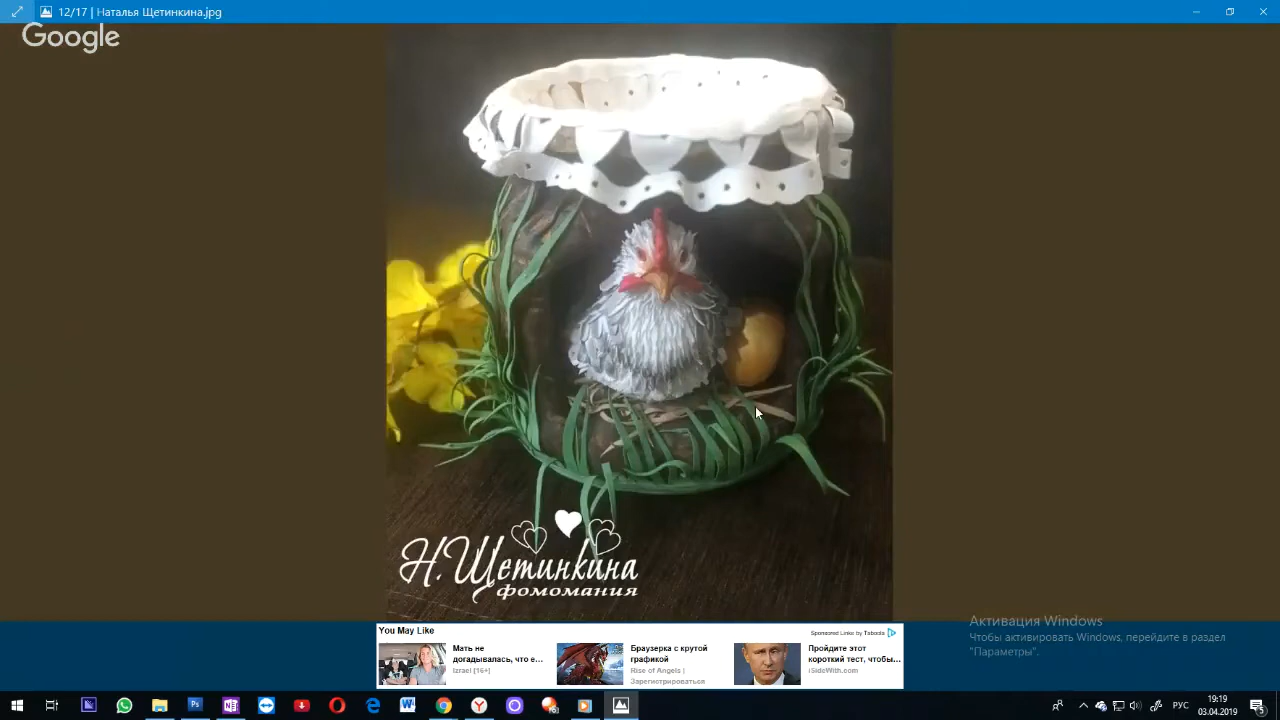 12/17 | Наталья Щетинкина.jpg
Google
Н.Щетинкина
фомомания
Активация Windows
Чтобы активировать Windows, перейдите в раздел
"Параметры".
You May Like
Sponsored Links by Taboola
Мать не
догадывалась, что е...
Israel [16+]
Браузерка с крутой
графикой
Rise of Angels |
Зарегистрироваться
Пройдите этот
короткий тест, чтобы...
iSideWith.com
РУС
19:19
03.04.2019